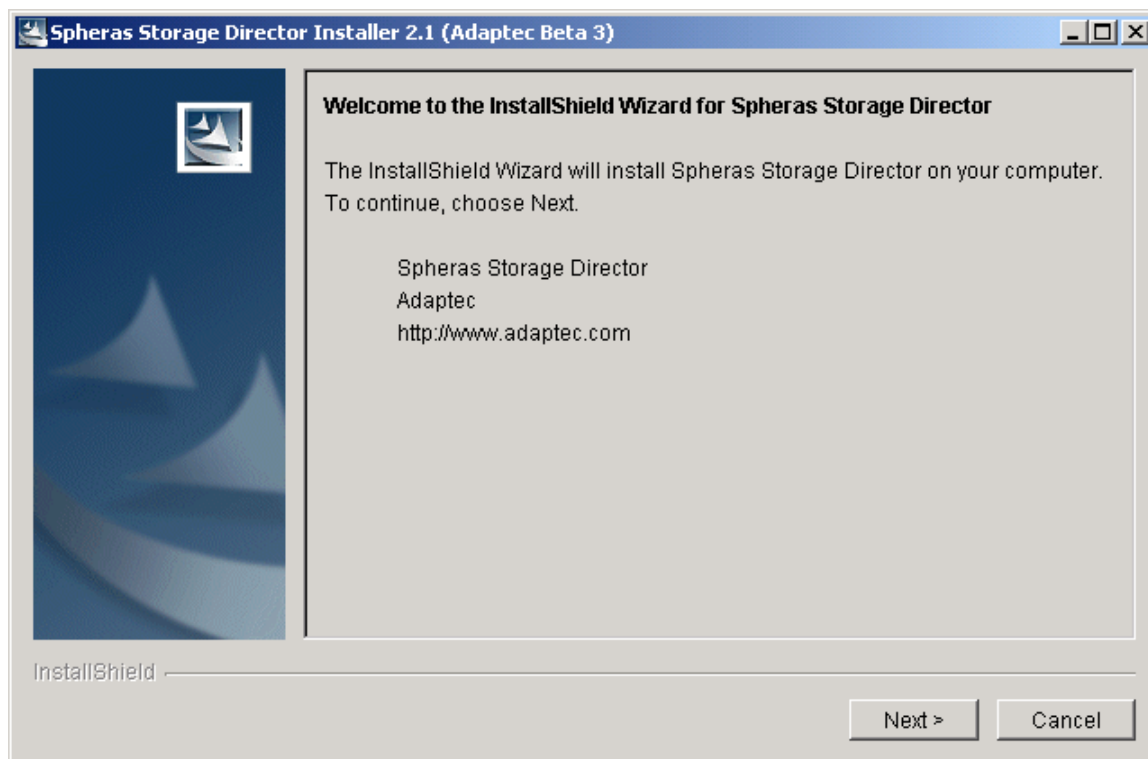 Spheras Storage Director Installer 2.1 (Adaptec Beta 3)
Welcome to the InstallShield Wizard for Spheras Storage Director
The InstallShield Wizard will install Spheras Storage Director on your computer.
To continue, choose Next.
Spheras Storage Director
Adaptec
http://www.adaptec.com
InstallShield
Next >
Cancel